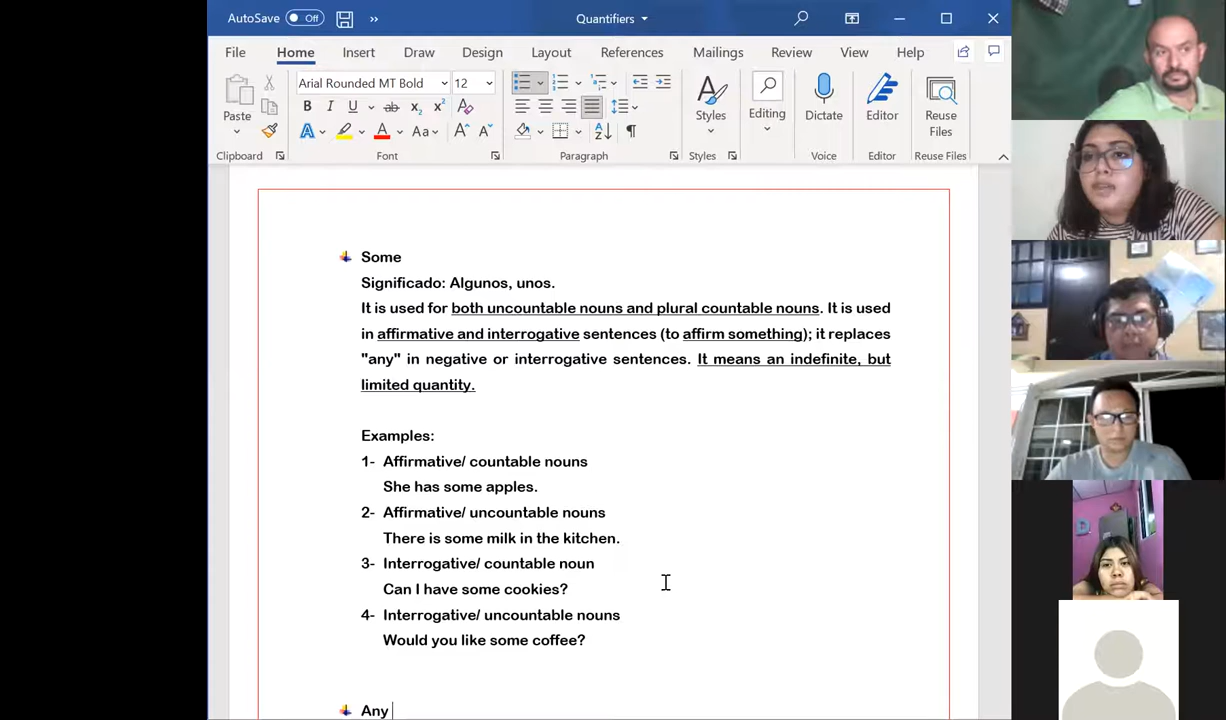 AutoSave Off
Quantifiers
File Home Insert Draw Design Layout References Mailings Review View Help
Arial Rounded MT Bold 12
Paste
Styles
Editing
Dictate
Editor
Reuse Files
Clipboard Font Paragraph Styles Voice Editor Reuse Files
Some
Significado: Algunos, unos.
It is used for both uncountable nouns and plural countable nouns. It is used
in affirmative and interrogative sentences (to affirm something); it replaces
"any" in negative or interrogative sentences. It means an indefinite, but
limited quantity.
Examples:
1- Affirmative/ countable nouns
She has some apples.
2- Affirmative/ uncountable nouns
There is some milk in the kitchen.
3- Interrogative/ countable noun
Can I have some cookies?
4- Interrogative/ uncountable nouns
Would you like some coffee?
Any